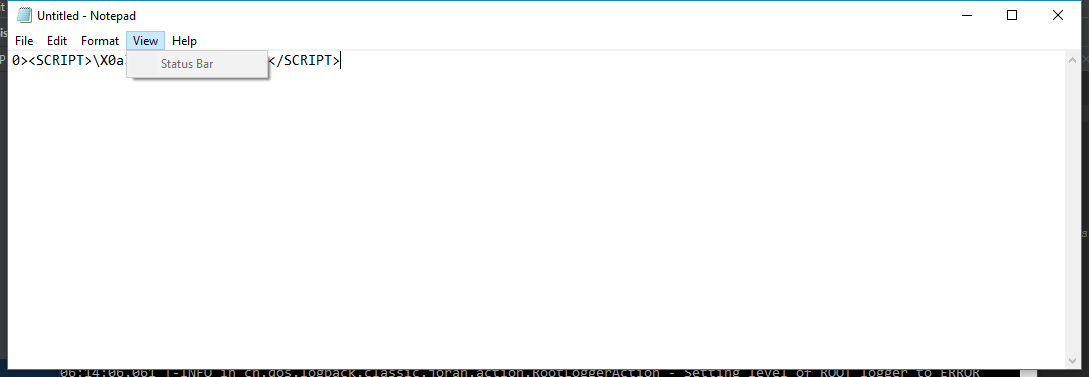 Untitled - Notepad
File Edit Format View Help
0><SCRIPT>\X0a </SCRIPT>
Status Bar
06:14:06,061 |-INFO in ch.qos.logback.classic.joran.action.RootLoggerAction - Setting level of ROOT logger to ERROR